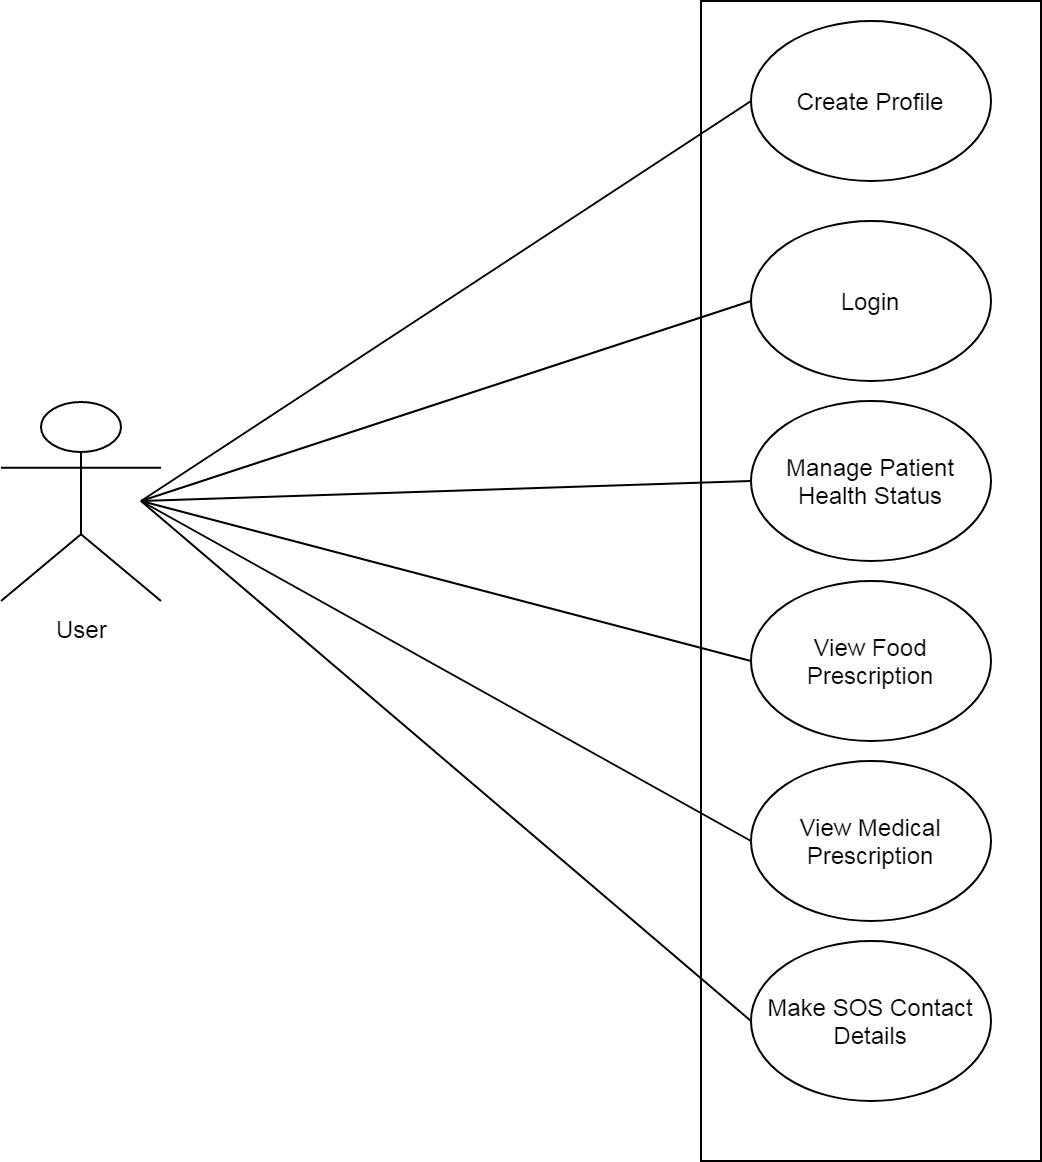 Create Profile
Login
Manage Patient
Health Status
User
View Food
Prescription
View Medical
Prescription
Make SOS Contact
Details